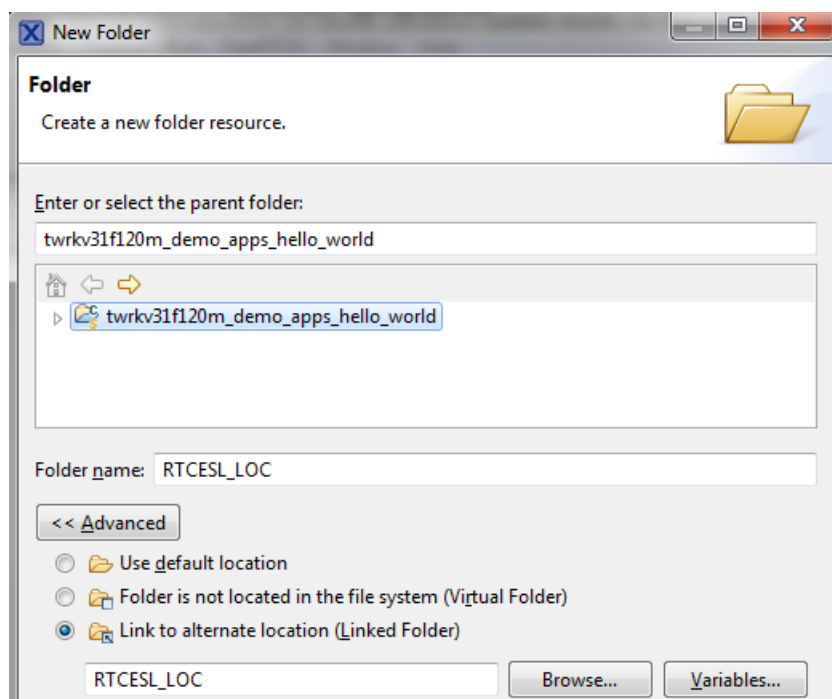 New Folder
Folder
Create a new folder resource.
Enter or select the parent folder:
twrkv31f120m_demo_apps_hello_world
twrkv31f120m_demo_apps_hello_world
Folder name: RTCESL_LOC
<< Advanced
Use default location
Folder is not located in the file system (Virtual Folder)
Link to alternate location (Linked Folder)
RTCESL_LOC Browse... Variables...